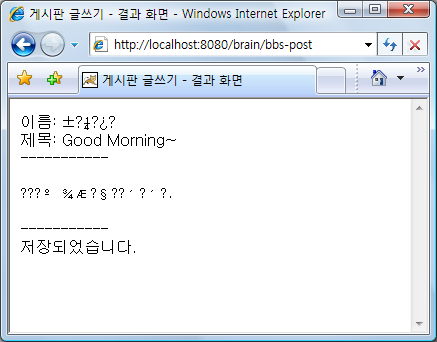 게시판 글쓰기 - 결과 화면 - Windows Internet Explorer
http://localhost:8080/brain/bbs-post
게시판 글쓰기 - 결과 화면
이름: ±?‡?¿?
제목: Good Morning~
-----------
???º ¾Æ?§??´?´?.
-----------
저장되었습니다.